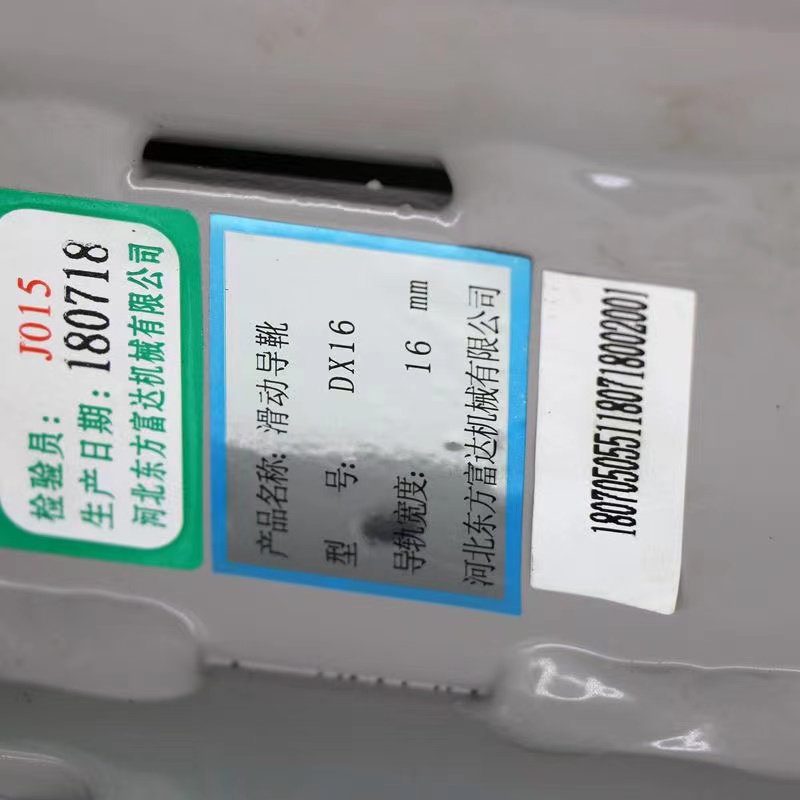 检验员: J015
生产日期: 180718
河北东方富达机械有限公司
产品名称: 滑动导靴
型 号: DX16
导轨宽度: 16 mm
河北东方富达机械有限公司
1807050551180718002001